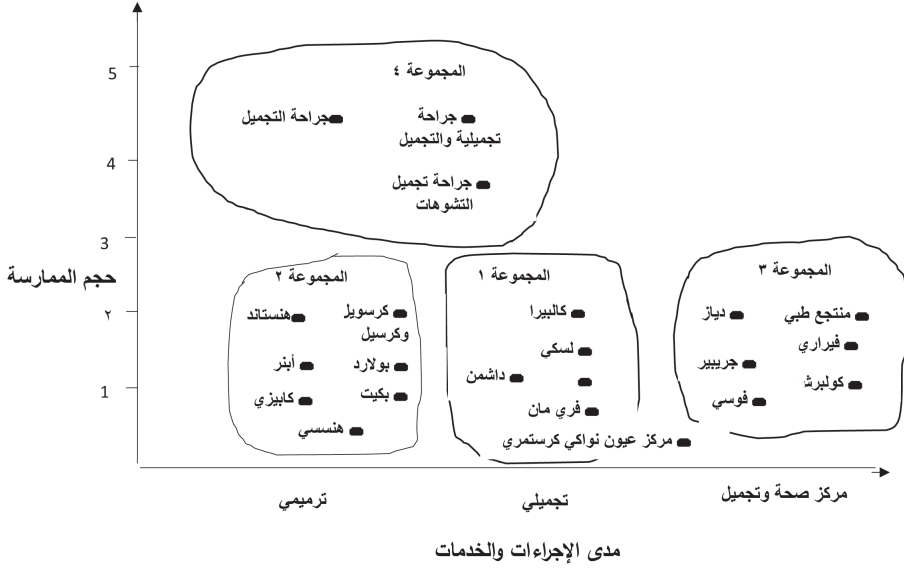 5
المجموعة ٤
جراحة التجميل
جراحة
تجميلية والتجميل
4
جراحة تجميل
التشوهات
3
حجم الممارسة
المجموعة ٢
المجموعة ١
المجموعة ٣
٢
هنستاند
كرسويل
وكرسيل
كالبيرا
دياز
منتجع طبي
فيراري
أبنر
بولارد
لسكي
جريبير
1
داشمن
كولبرش
كابيزي
بكيت
فري مان
فوسي
هنسسي
مركز عيون نواكي كرستمري
ترميمي
تجميلي
مركز صحة وتجميل
مدى الإجراءات والخدمات